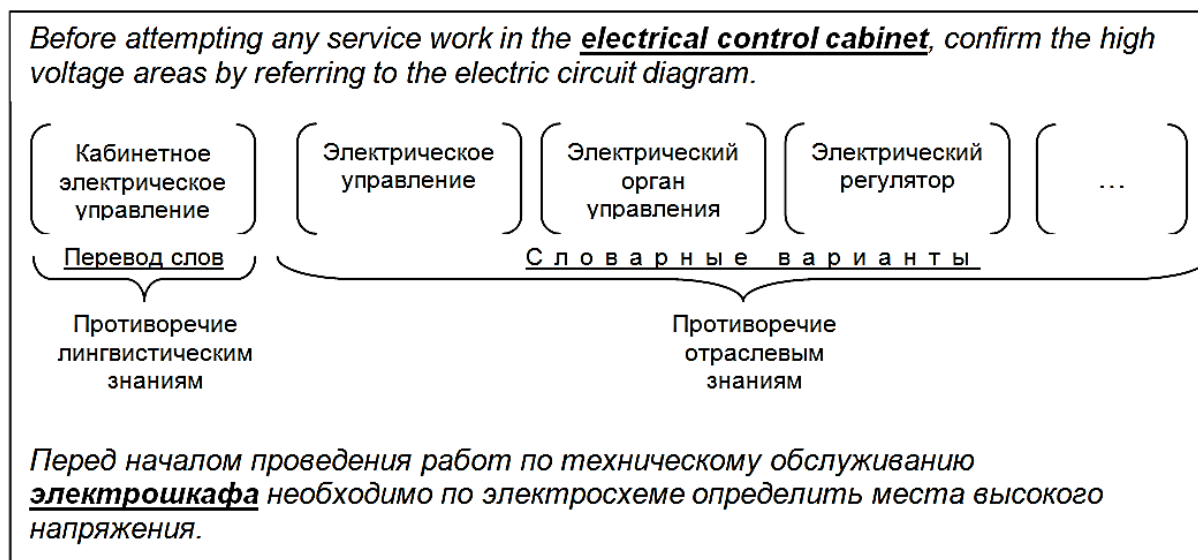 Before attempting any service work in the electrical control cabinet, confirm the high
voltage areas by referring to the electric circuit diagram.
Кабинетное
электрическое
управление
Электрическое
управление
Электрический
орган
управления
Электрический
регулятор
...
Перевод слов
Словарные варианты
Противоречие
лингвистическим
знаниям
Противоречие
отраслевым
знаниям
Перед началом проведения работ по техническому обслуживанию
электрошкафа необходимо по электросхеме определить места высокого
напряжения.